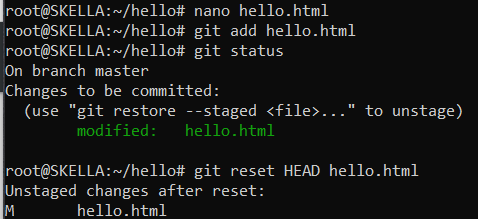 root@SKELLA:~/hello# nano hello.html
root@SKELLA:~/hello# git add hello.html
root@SKELLA:~/hello# git status
On branch master
Changes to be committed:
  (use "git restore --staged <file>..." to unstage)
        modified:   hello.html

root@SKELLA:~/hello# git reset HEAD hello.html
Unstaged changes after reset:
M       hello.html